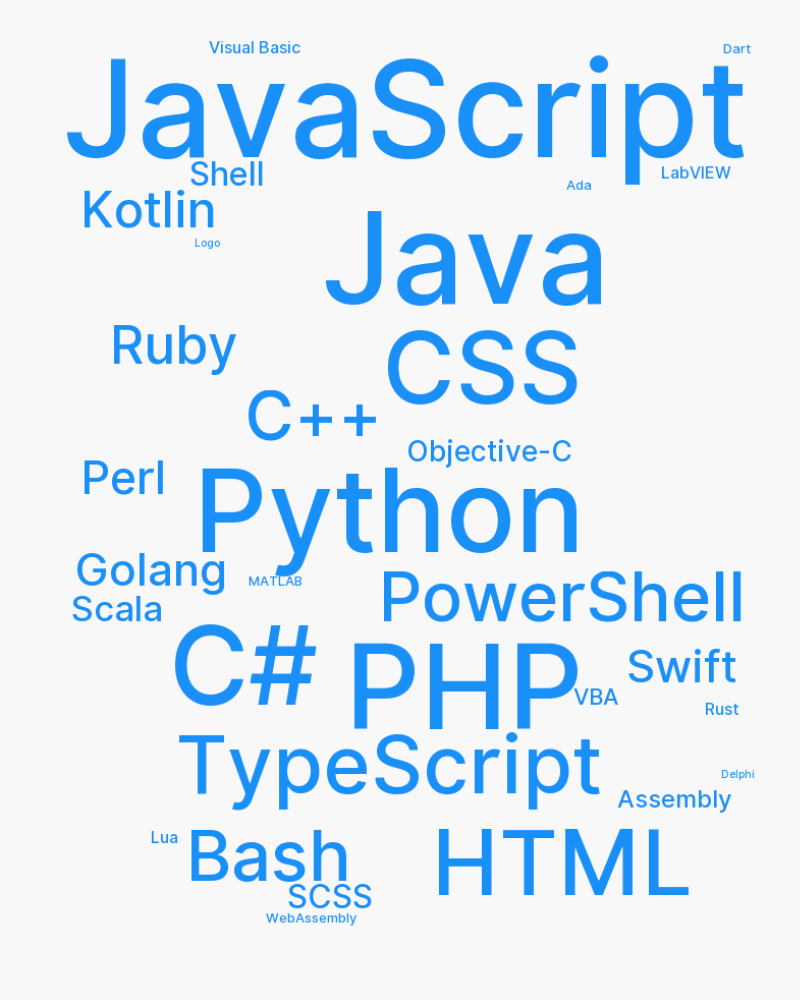 Visual Basic
Dart
JavaScript
Shell
LabVIEW
Ada
Kotlin
Logo
Java
Ruby
CSS
C++
Objective-C
Perl
Python
Golang
MATLAB
PowerShell
Scala
C#
PHP
Swift
VBA
Rust
TypeScript
Delphi
Assembly
Lua
Bash
HTML
SCSS
WebAssembly